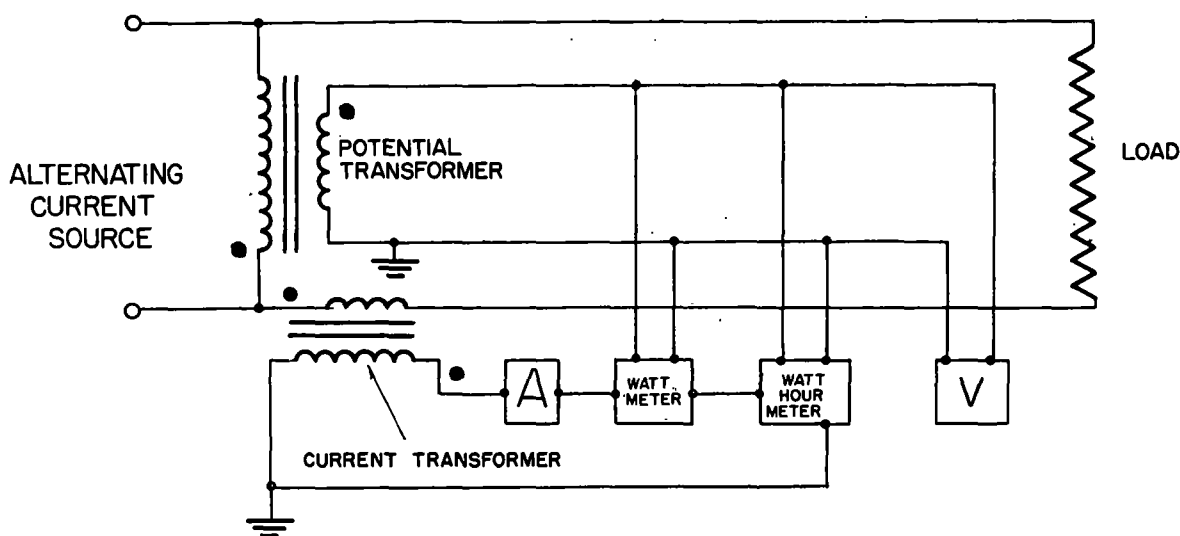 ALTERNATING
CURRENT
SOURCE
POTENTIAL
TRANSFORMER
LOAD
A
WATT
METER
WATT
HOUR
METER
V
CURRENT TRANSFORMER